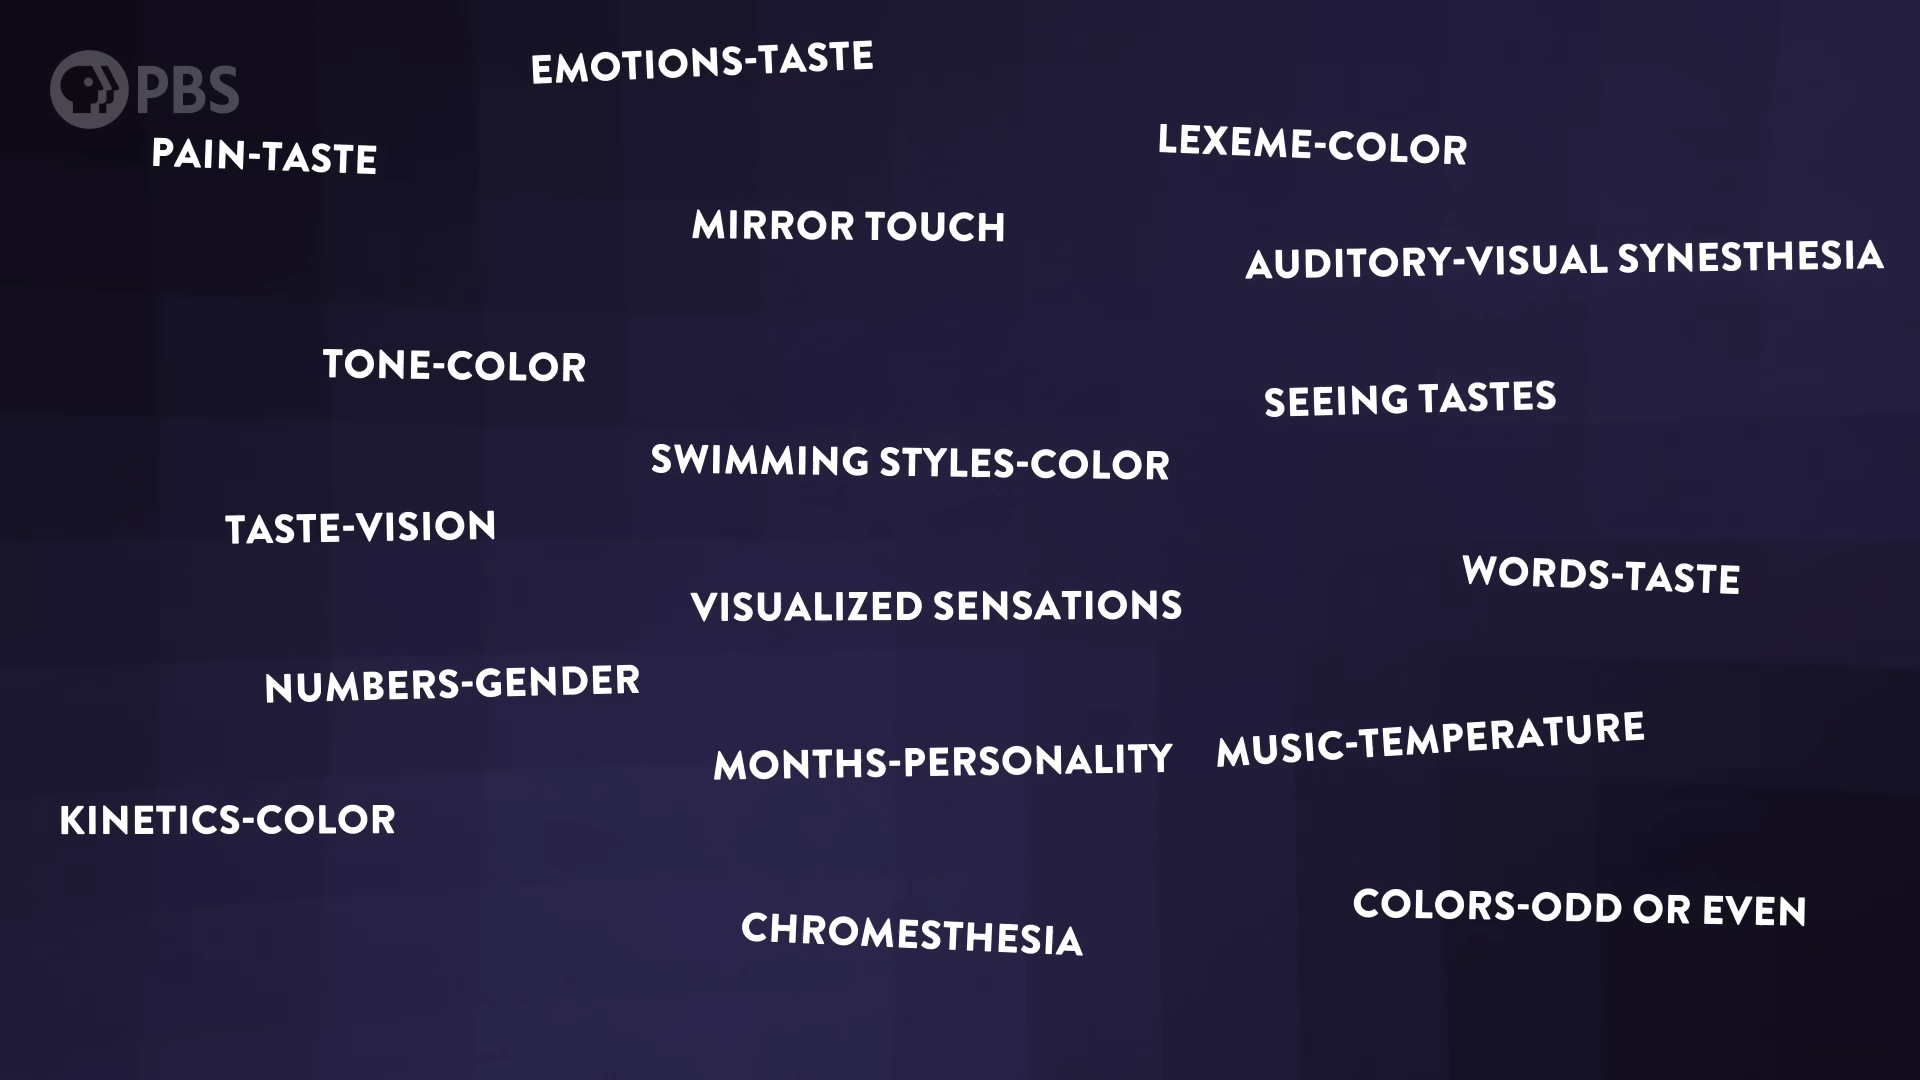 PBS
EMOTIONS-TASTE
PAIN-TASTE
LEXEME-COLOR
MIRROR TOUCH
AUDITORY-VISUAL SYNESTHESIA
TONE-COLOR
SEEING TASTES
SWIMMING STYLES-COLOR
TASTE-VISION
WORDS-TASTE
VISUALIZED SENSATIONS
NUMBERS-GENDER
MUSIC-TEMPERATURE
MONTHS-PERSONALITY
KINETICS-COLOR
COLORS-ODD OR EVEN
CHROMESTHESIA